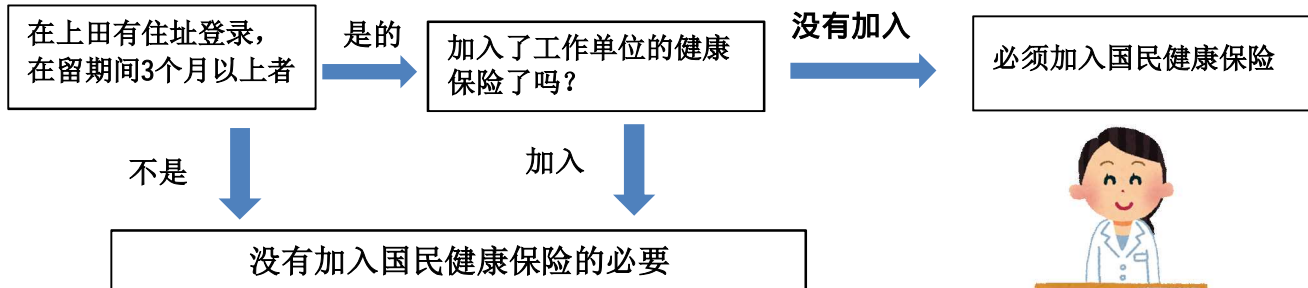 在上田有住址登录，
在留期间3个月以上者
是的
加入了工作单位的健康
保险了吗？
没有加入
必须加入国民健康保险
不是
加入
没有加入国民健康保险的必要